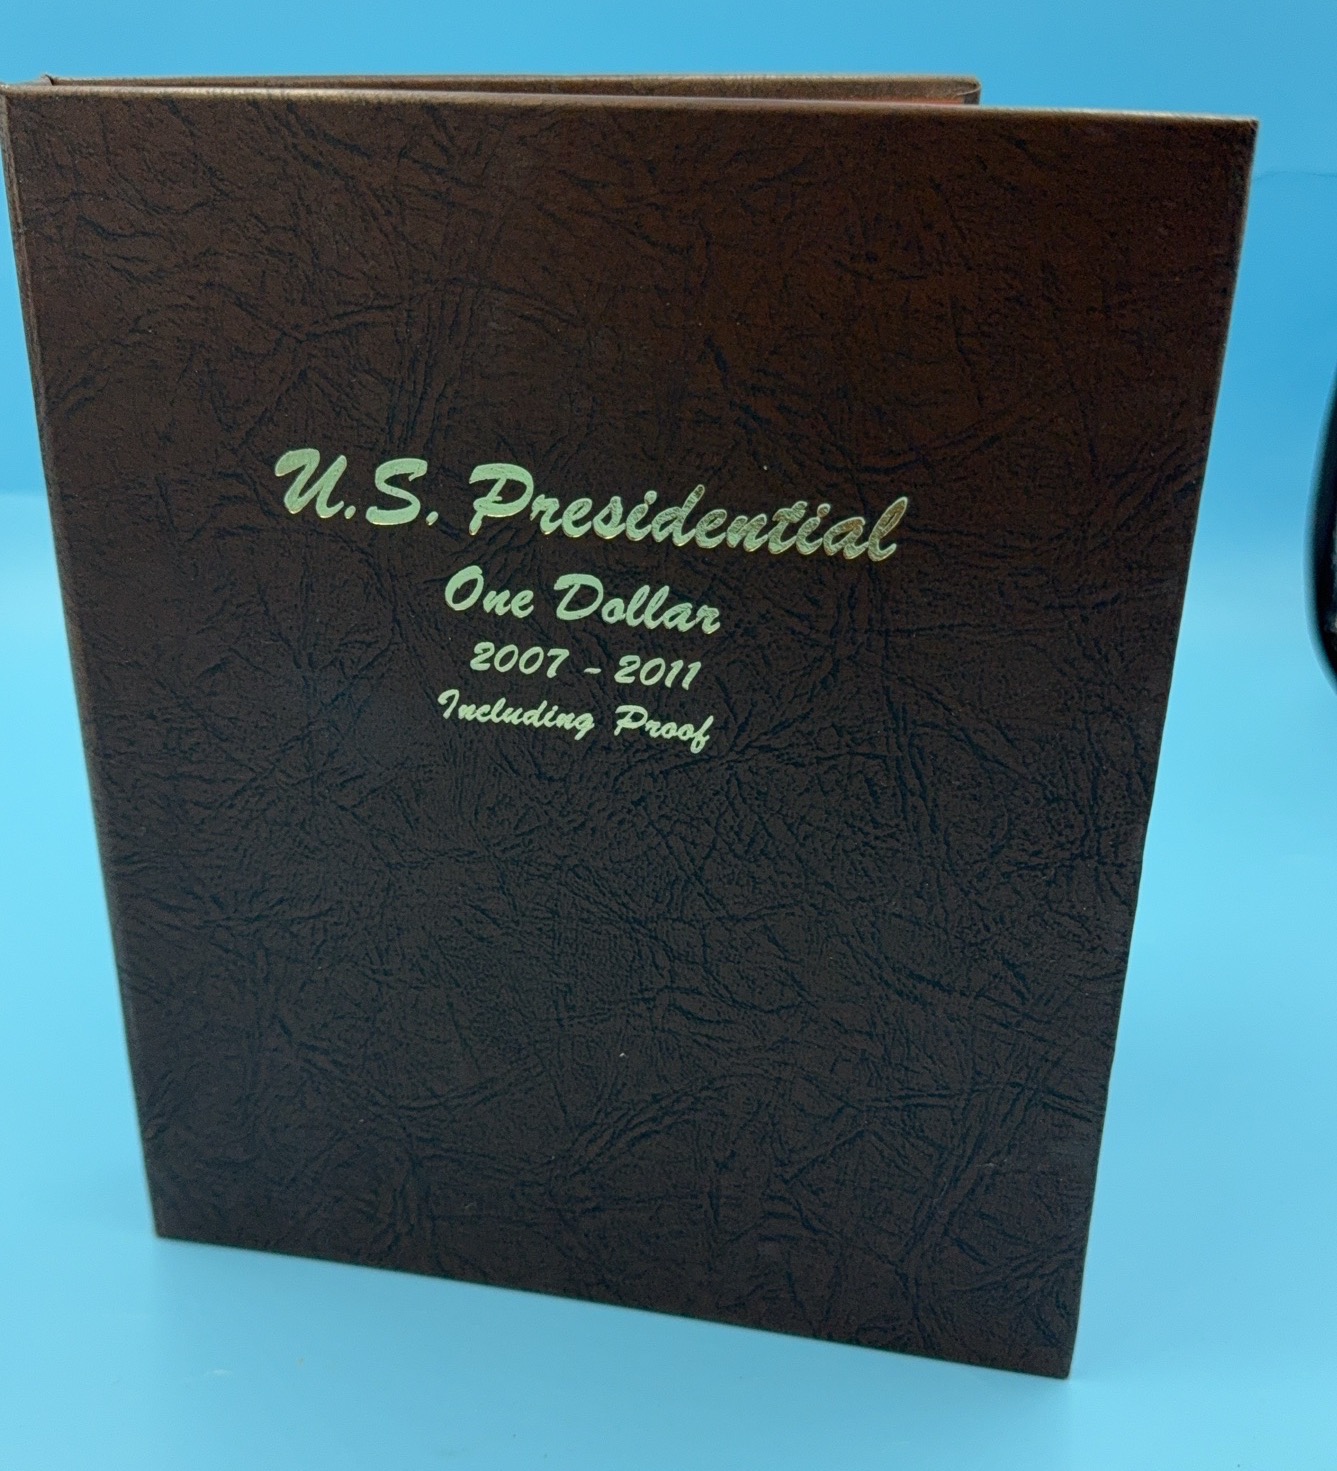 U.S. Presidential
One Dollar
2007 - 2011
Including Proof